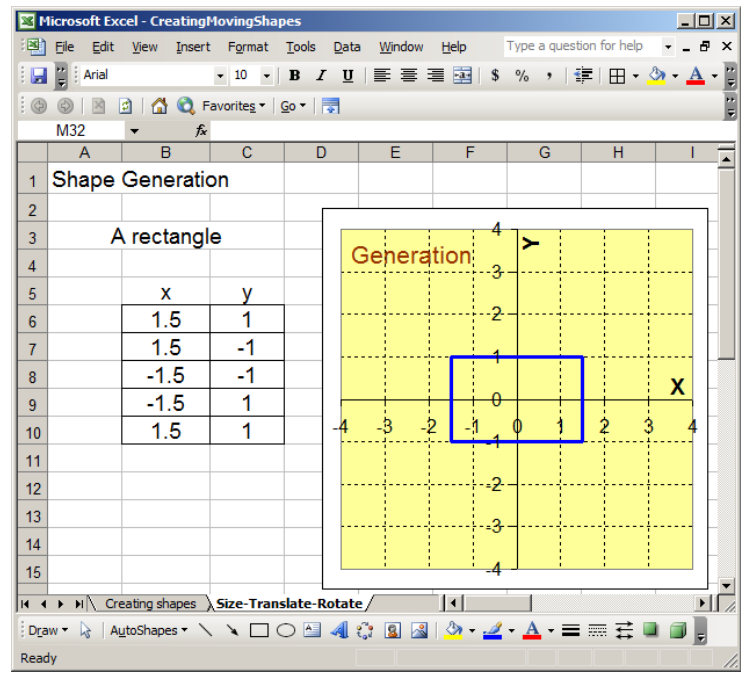 Microsoft Excel - CreatingMovingShapes
File Edit View Insert Format Tools Data Window Help Type a question for help
Arial 10 B I U $ % ,
Favorites Go
M32 fx
A B C D E F G H I
1 Shape Generation
2
3 A rectangle
4
5 x y
6 1.5 1
7 1.5 -1
8 -1.5 -1
9 -1.5 1
10 1.5 1
11
12
13
14
15
Generation
Y
4
3
2
1
X
0
-4 -3 -2 -1 0 1 2 3 4
-1
-2
-3
-4
Creating shapes Size-Translate-Rotate
Draw AutoShapes A
Ready